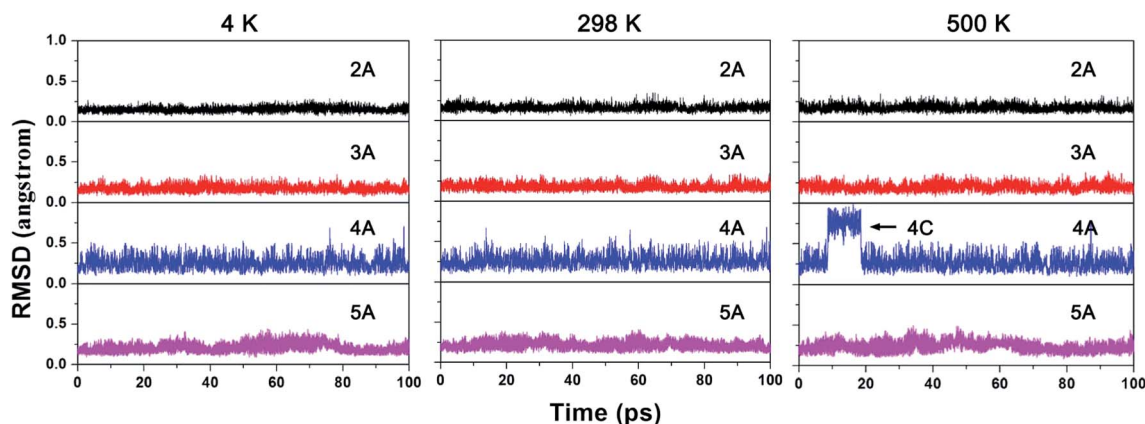 4 K 298 K 500 K
1.0 2A 2A 2A
0.5
0.0
3A 3A 3A
0.5
0.0
4A 4A 4C 4A
0.5
0.0
5A 5A 5A
0.5
0.0
0 20 40 60 80 100 0 20 40 60 80 100 0 20 40 60 80 100
RMSD (angstrom)
Time (ps)